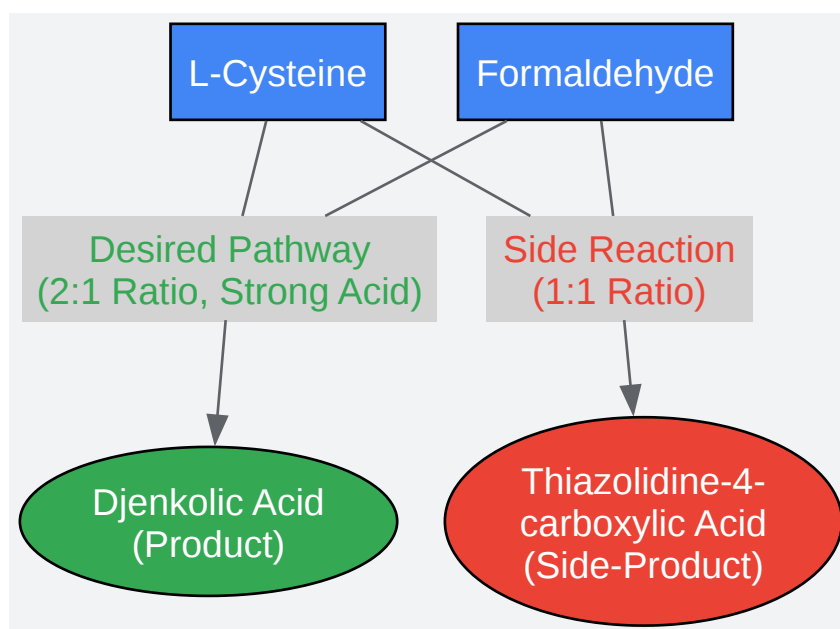 L-Cysteine
Formaldehyde
Desired Pathway
(2:1 Ratio, Strong Acid)
Side Reaction
(1:1 Ratio)
Djenkolic Acid
(Product)
Thiazolidine-4-
carboxylic Acid
(Side-Product)